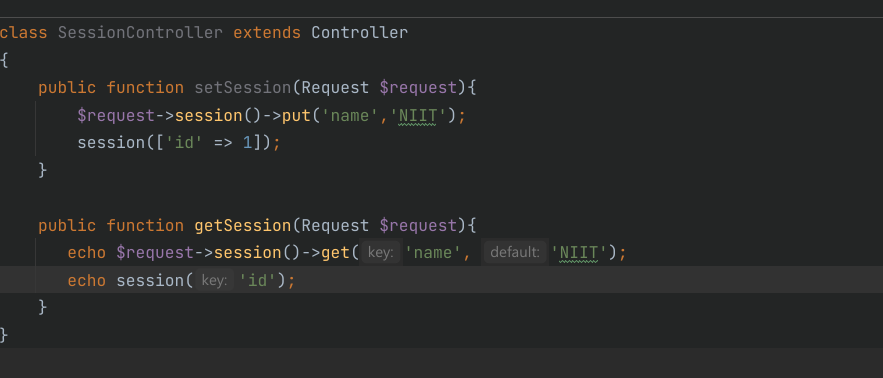 class SessionController extends Controller
{
public function setSession(Request $request){
$request->session()->put('name','NIIT');
session(['id' => 1]);
}
public function getSession(Request $request){
echo $request->session()->get( key: 'name', default: 'NIIT');
echo session( key: 'id');
}
}